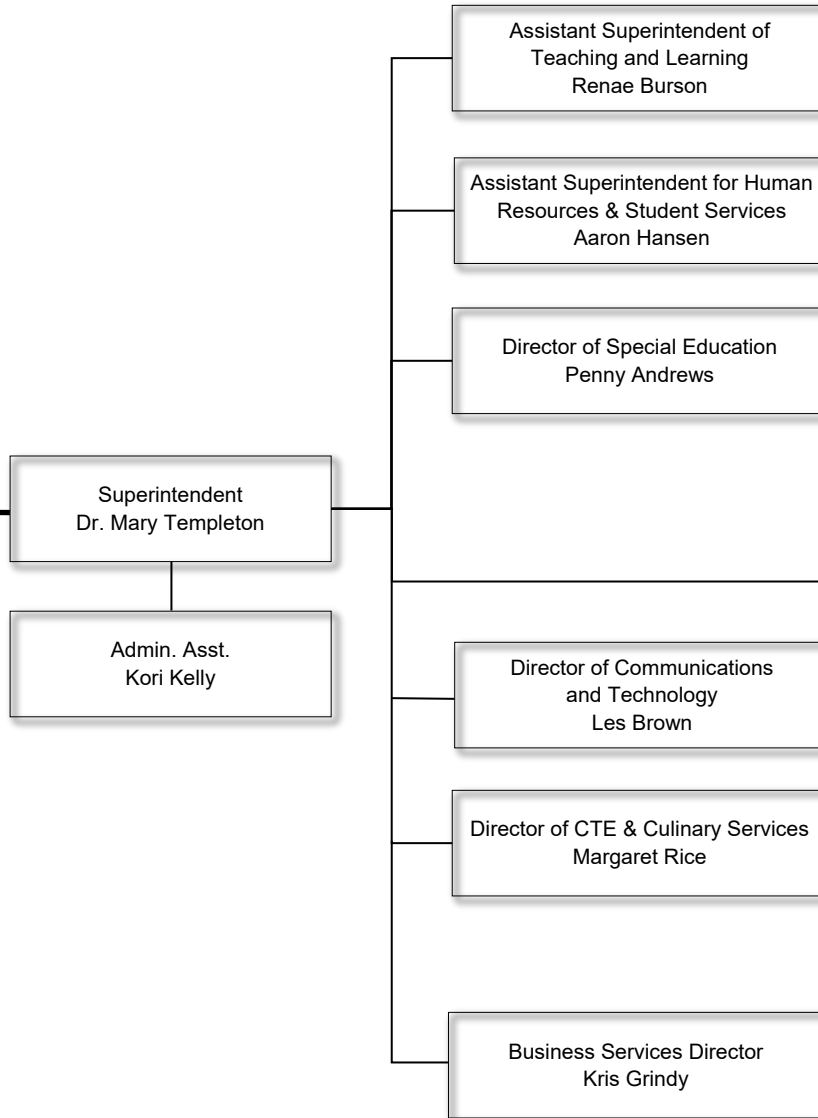 Assistant Superintendent of
Teaching and Learning
Renae Burson
Assistant Superintendent for Human
Resources & Student Services
Aaron Hansen
Director of Special Education
Penny Andrews
Superintendent
Dr. Mary Templeton
Admin. Asst.
Kori Kelly
Director of Communications
and Technology
Les Brown
Director of CTE & Culinary Services
Margaret Rice
Business Services Director
Kris Grindy